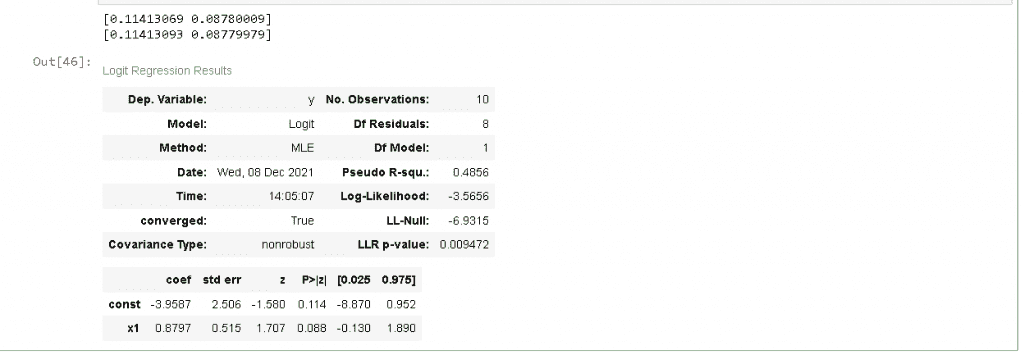 [0.11413069 0.08780009]
[0.11413093 0.08779979]
Out[46]:
Logit Regression Results
Dep. Variable: y No. Observations: 10
Model: Logit Df Residuals: 8
Method: MLE Df Model: 1
Date: Wed, 08 Dec 2021 Pseudo R-squ.: 0.4856
Time: 14:05:07 Log-Likelihood: -3.5656
converged: True LL-Null: -6.9315
Covariance Type: nonrobust LLR p-value: 0.009472
coef std err z P>|z| [0.025 0.975]
const -3.9587 2.506 -1.580 0.114 -8.870 0.952
x1 0.8797 0.515 1.707 0.088 -0.130 1.890